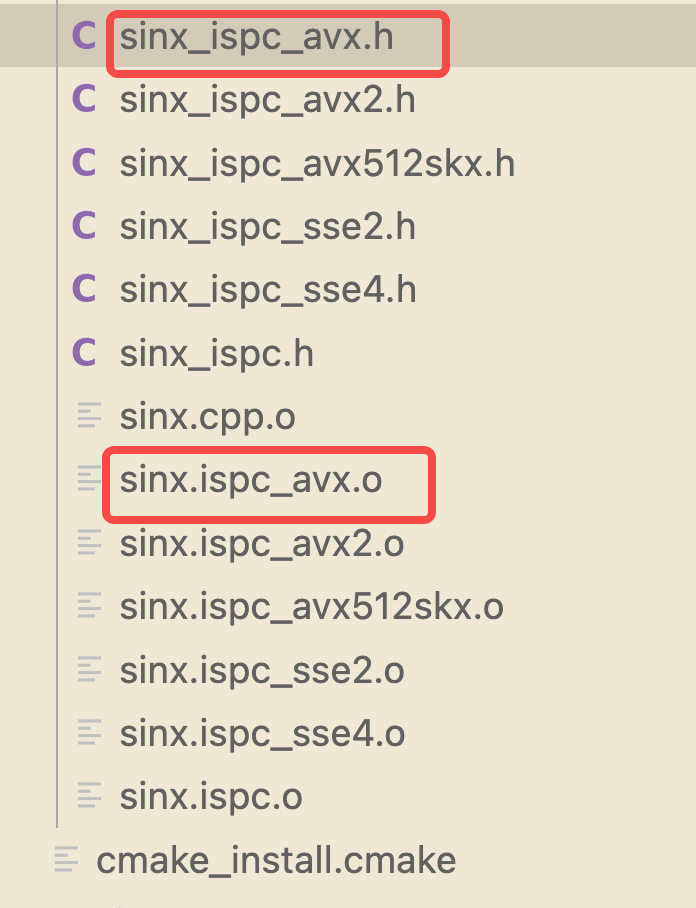 C sinx_ispc_avx.h
C sinx_ispc_avx2.h
C sinx_ispc_avx512skx.h
C sinx_ispc_sse2.h
C sinx_ispc_sse4.h
C sinx_ispc.h
sinx.cpp.o
sinx.ispc_avx.o
sinx.ispc_avx2.o
sinx.ispc_avx512skx.o
sinx.ispc_sse2.o
sinx.ispc_sse4.o
sinx.ispc.o
cmake_install.cmake